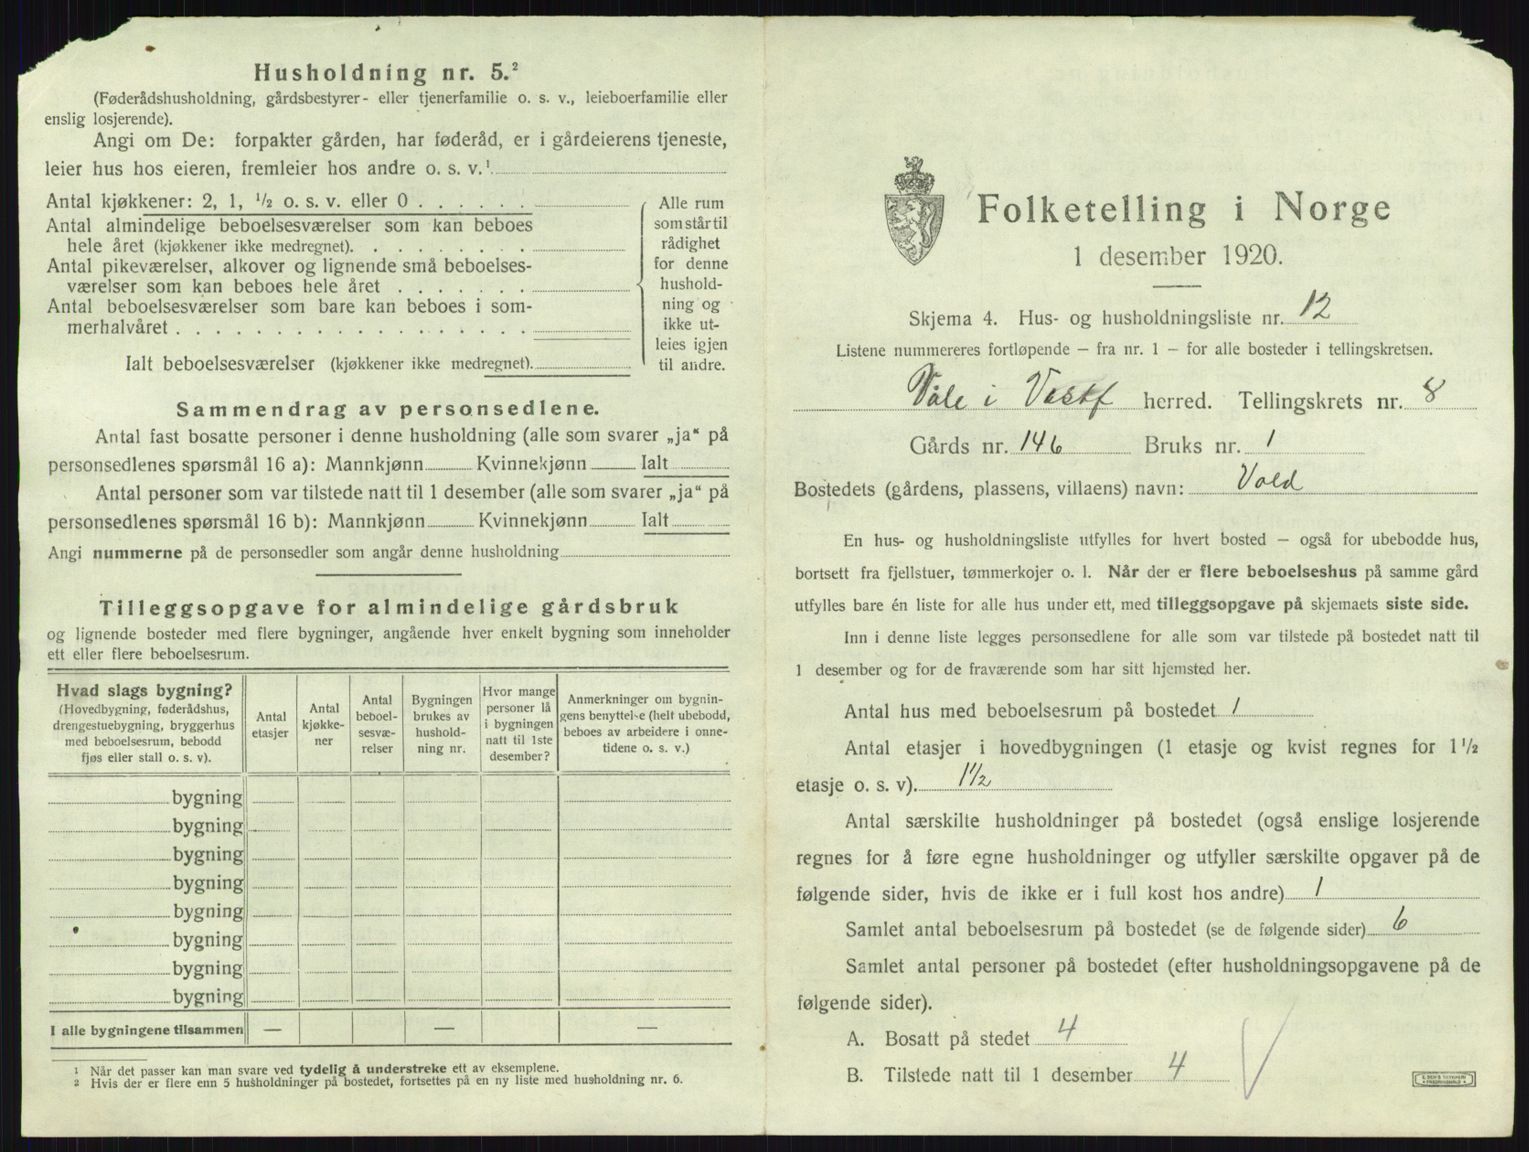 Husholdning nr. 5.²
(Føderådshusholdning, gårdsbestyrer- eller tjenerfamilie o. s. v., leieboerfamilie eller
enslig losjerende).
Angi om De: forpakter gården, har føderåd, er i gårdeierens tjeneste,
leier hus hos eieren, fremleier hos andre o. s. v.¹
Antal kjøkkener: 2, 1, ½ o. s. v. eller 0
Antal almindelige beboelsesværelser som kan beboes
hele året (kjøkkener ikke medregnet).
Antal pikeværelser, alkover og lignende små beboelses-
værelser som kan beboes hele året
Antal beboelsesværelser som bare kan beboes i som-
merhalvåret
Ialt beboelsesværelser (kjøkkener ikke medregnet).
Alle rum
som står til
rådighet
for denne
hushold-
ning og
ikke ut-
leies igjen
til andre.
Sammendrag av personsedlene.
Antal fast bosatte personer i denne husholdning (alle som svarer „ja“ på
personsedlenes spørsmål 16 a): Mannkjønn Kvinnekjønn Ialt
Antal personer som var tilstede natt til 1 desember (alle som svarer „ja“ på
personsedlenes spørsmål 16 b): Mannkjønn Kvinnekjønn Ialt
Angi nummerne på de personsedler som angår denne husholdning
Tilleggsopgave for almindelige gårdsbruk
og lignende bosteder med flere bygninger, angående hver enkelt bygning som inneholder
ett eller flere beboelsesrum.
Hvad slags bygning?
(Hovedbygning, føderådshus,
drengestuebygning, bryggerhus
med beboelsesrum, bebodd
fjøs eller stall o. s. v).
Antal
etasjer
Antal
kjøkke-
ner
Antal
beboel-
sesvæ-
relser
Bygningen
brukes av
hushold-
ning nr.
Hvor mange
personer lå
i bygningen
natt til 1ste
desember?
Anmerkninger om bygnin-
gens benyttelse (helt ubebodd,
beboes av arbeidere i onne-
tidene o. s. v.)
bygning
bygning
bygning
bygning
bygning
bygning
bygning
bygning
I alle bygningene tilsammen — — —
¹ Når det passer kan man svare ved tydelig å understreke ett av eksemplene.
² Hvis der er flere enn 5 husholdninger på bostedet, fortsettes på en ny liste med husholdning nr. 6.
Folketelling i Norge
1 desember 1920.
Skjema 4. Hus- og husholdningsliste nr. 12
Listene nummereres fortløpende — fra nr. 1 — for alle bosteder i tellingskretsen.
Våle i Vestf herred. Tellingskrets nr. 8
Gårds nr. 146 Bruks nr. 1
Bostedets (gårdens, plassens, villaens) navn: Vold
En hus- og husholdningsliste utfylles for hvert bosted — også for ubebodde hus,
bortsett fra fjellstuer, tømmerkojer o. l. Når der er flere beboelseshus på samme gård
utfylles bare én liste for alle hus under ett, med tilleggsopgave på skjemaets siste side.
Inn i denne liste legges personsedlene for alle som var tilstede på bostedet natt til
1 desember og for de fraværende som har sitt hjemsted her.
Antal hus med beboelsesrum på bostedet 1
Antal etasjer i hovedbygningen (1 etasje og kvist regnes for 1½
etasje o. s. v). 1½
Antal særskilte husholdninger på bostedet (også enslige losjerende
regnes for å føre egne husholdninger og utfyller særskilte opgaver på de
følgende sider, hvis de ikke er i full kost hos andre) 1
Samlet antal beboelsesrum på bostedet (se de følgende sider) 6
Samlet antal personer på bostedet (efter husholdningsopgavene på de
følgende sider).
A. Bosatt på stedet 4
B. Tilstede natt til 1 desember 4